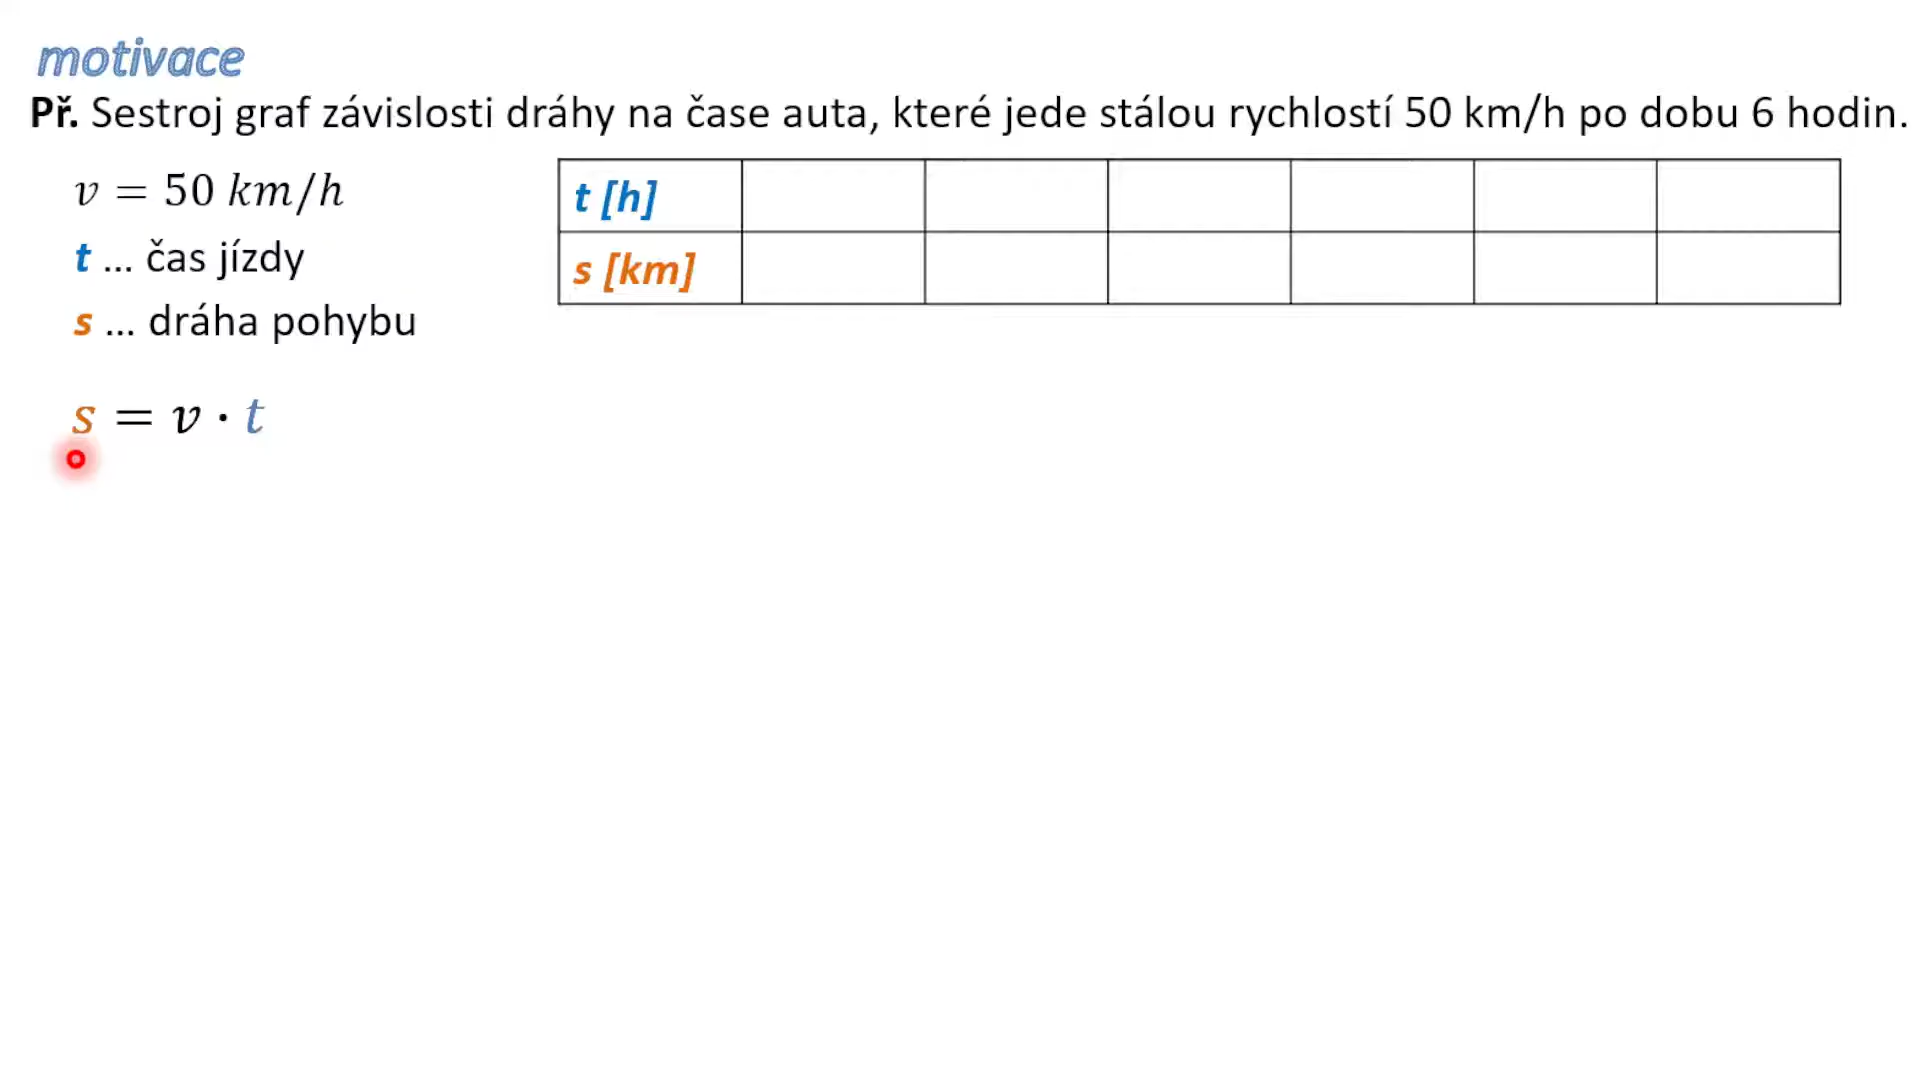 motivace
Př. Sestroj graf závislosti dráhy na čase auta, které jede stálou rychlostí 50 km/h po dobu 6 hodin.
v = 50 km/h
t ... čas jízdy
s ... dráha pohybu
s = v · t
t [h]
s [km]